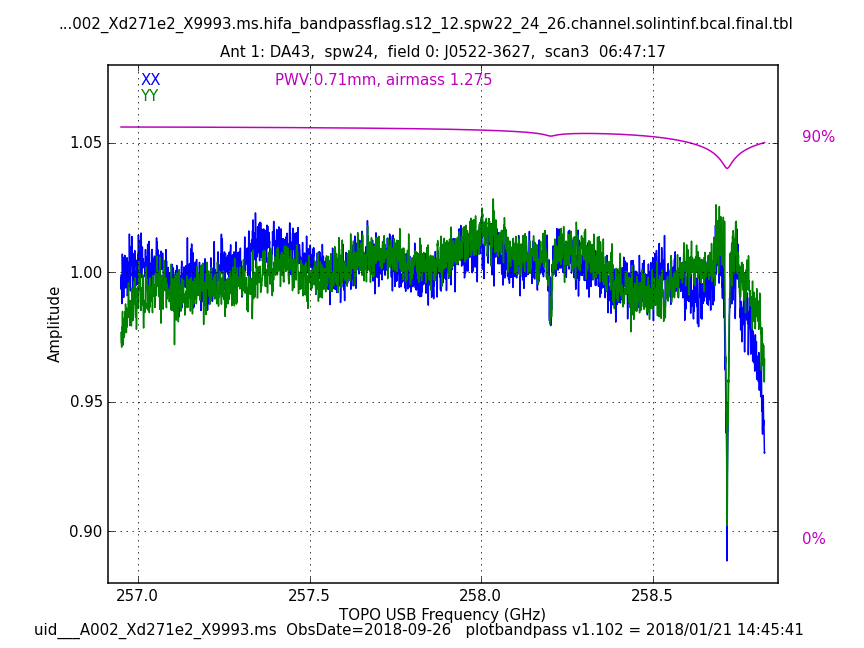 ...002_Xd271e2_X9993.ms.hifa_bandpassflag.s12_12.spw22_24_26.channel.solintinf.bcal.final.tbl
Ant 1: DA43,  spw24,  field 0: J0522-3627,  scan3  06:47:17
XX
PWV 0.71mm, airmass 1.275
YY
90%
1.05
1.00
Amplitude
0.95
0.90
0%
257.0
257.5
258.0
258.5
TOPO USB Frequency (GHz)
uid___A002_Xd271e2_X9993.ms  ObsDate=2018-09-26   plotbandpass v1.102 = 2018/01/21 14:45:41